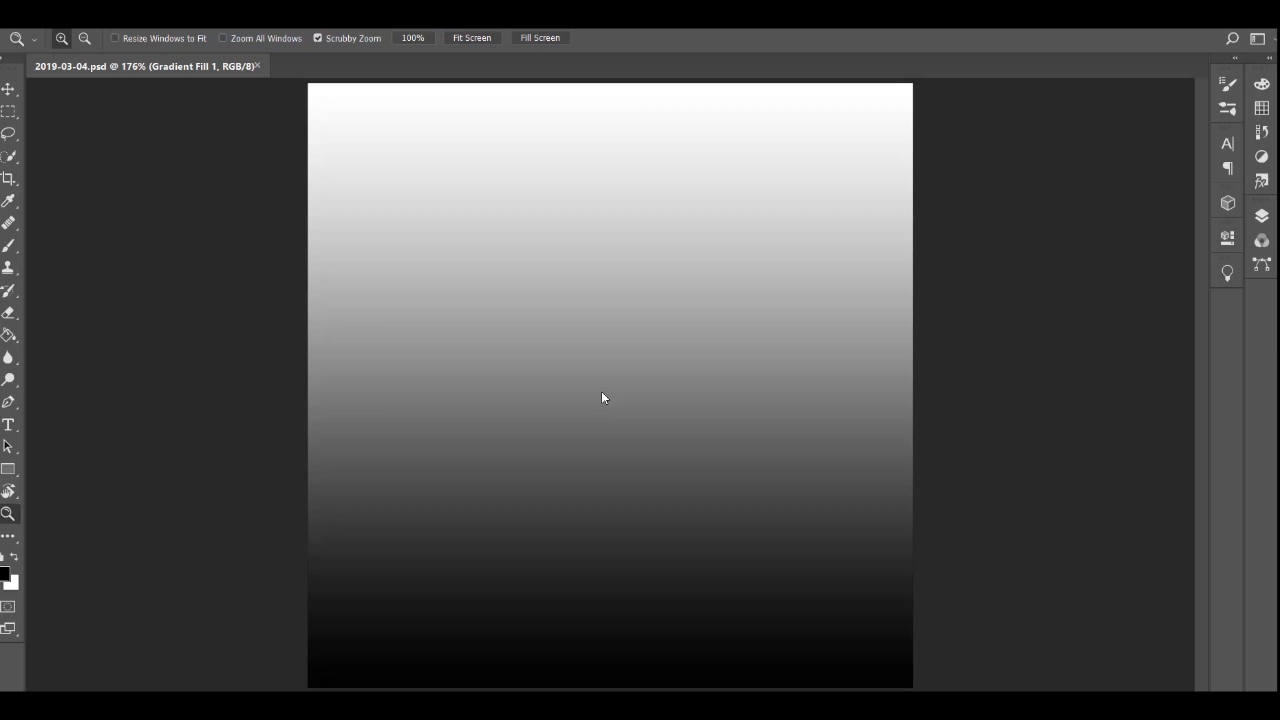 Resize Windows to Fit Zoom All Windows Scrubby Zoom 100% Fit Screen Fill Screen
2019-03-04.psd @ 176% (Gradient Fill 1, RGB/8)